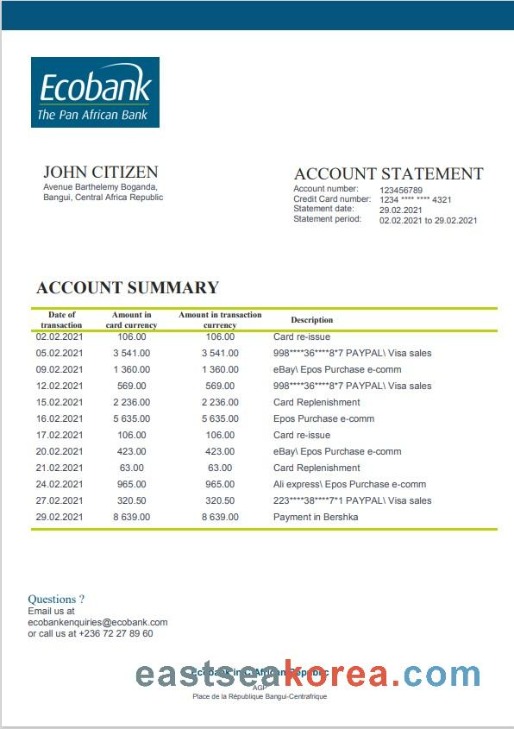 Ecobank
The Pan African Bank
JOHN CITIZEN
Avenue Barthelemy Boganda,
Bangui, Central Africa Republic
ACCOUNT STATEMENT
Account number: 123456789
Credit Card number: 1234 **** **** 4321
Statement date: 29.02.2021
Statement period: 02.02.2021 to 29.02.2021
ACCOUNT SUMMARY
Date of transaction Amount in card currency Amount in transaction currency Description
02.02.2021 106.00 106.00 Card re-issue
05.02.2021 3 541.00 3 541.00 998****36****8*7 PAYPAL\ Visa sales
09.02.2021 1 360.00 1 360.00 eBay\ Epos Purchase e-comm
12.02.2021 569.00 569.00 998****36****8*7 PAYPAL\ Visa sales
15.02.2021 2 236.00 2 236.00 Card Replenishment
16.02.2021 5 635.00 5 635.00 Epos Purchase e-comm
17.02.2021 106.00 106.00 Card re-issue
20.02.2021 423.00 423.00 eBay\ Epos Purchase e-comm
21.02.2021 63.00 63.00 Card Replenishment
24.02.2021 965.00 965.00 Ali express\ Epos Purchase e-comm
27.02.2021 320.50 320.50 223****38****7*1 PAYPAL\ Visa sales
29.02.2021 8 639.00 8 639.00 Payment in Bershka
Questions ?
Email us at
ecobankenquiries@ecobank.com
or call us at +236 72 27 89 60
eastseakorea.com
Ecobank in C. African Republic
AGP
Place de la République Bangui-Centrafrique